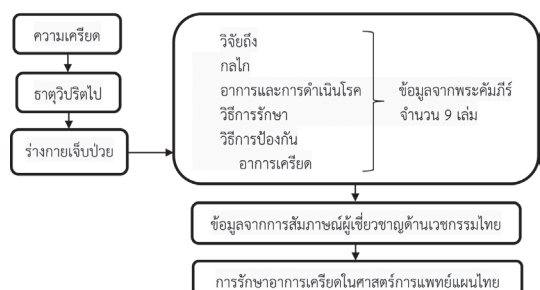 ความเครียด
ธาตุวิปริตไป
ร่างกายเจ็บป่วย
วิจัยถึง
กลไก
อาการและการดำเนินโรค
วิธีการรักษา
วิธีการป้องกัน
อาการเครียด
ข้อมูลจากพระคัมภีร์
จำนวน 9 เล่ม
ข้อมูลจากการสัมภาษณ์ผู้เชี่ยวชาญด้านเวชกรรมไทย
การรักษาอาการเครียดในศาสตร์การแพทย์แผนไทย